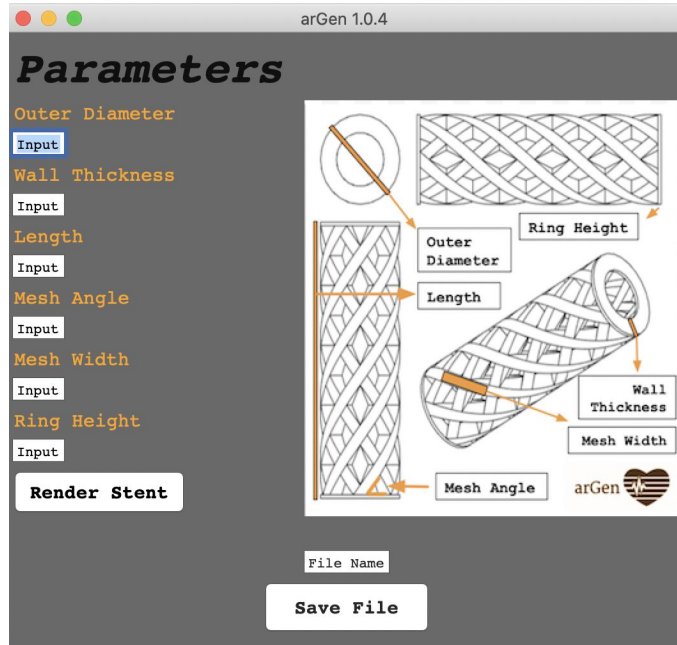 arGen 1.0.4
Parameters
Outer Diameter
Input
Wall Thickness
Input
Length
Input
Mesh Angle
Input
Mesh Width
Input
Ring Height
Input
Render Stent
Ring Height
Outer
Diameter
Length
Wall
Thickness
Mesh Width
Mesh Angle
arGen
File Name
Save File